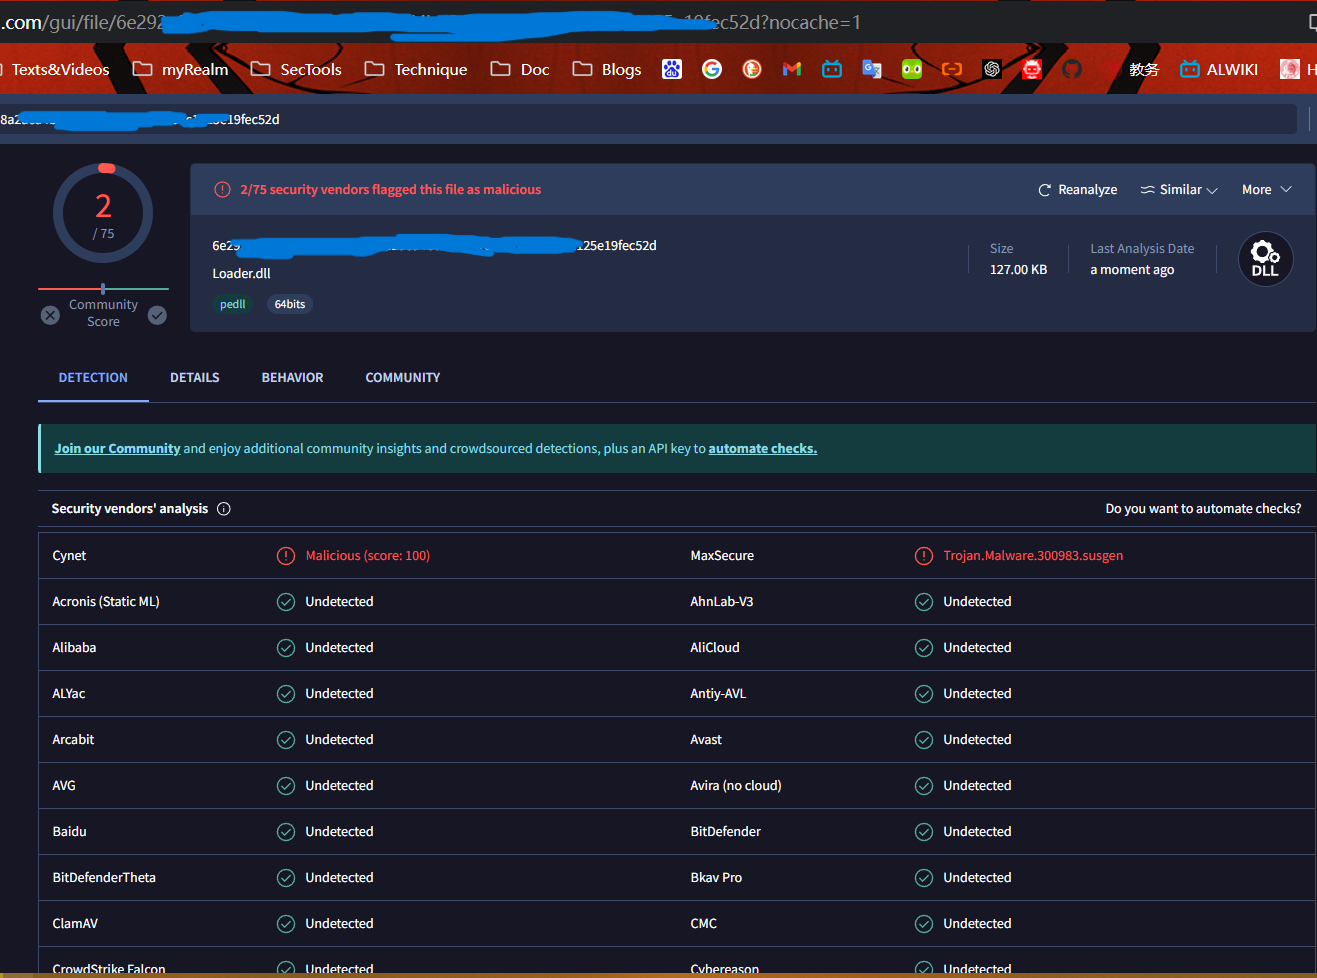 .com/gui/file/6e292 19fec52d?nocache=1
Texts&Videos myRealm SecTools Technique Doc Blogs 教务 ALWIKI H
8a2 e19fec52d
2
/ 75
Community
Score
2/75 security vendors flagged this file as malicious
Reanalyze Similar More
6e29 125e19fec52d
Loader.dll
pedll 64bits
Size
127.00 KB
Last Analysis Date
a moment ago
DLL
DETECTION DETAILS BEHAVIOR COMMUNITY
Join our Community and enjoy additional community insights and crowdsourced detections, plus an API key to automate checks.
Security vendors' analysis Do you want to automate checks?
Cynet Malicious (score: 100) MaxSecure Trojan.Malware.300983.susgen
Acronis (Static ML) Undetected AhnLab-V3 Undetected
Alibaba Undetected AliCloud Undetected
ALYac Undetected Antiy-AVL Undetected
Arcabit Undetected Avast Undetected
AVG Undetected Avira (no cloud) Undetected
Baidu Undetected BitDefender Undetected
BitDefenderTheta Undetected Bkav Pro Undetected
ClamAV Undetected CMC Undetected
CrowdStrike Falcon Undetected Cybereason Undetected